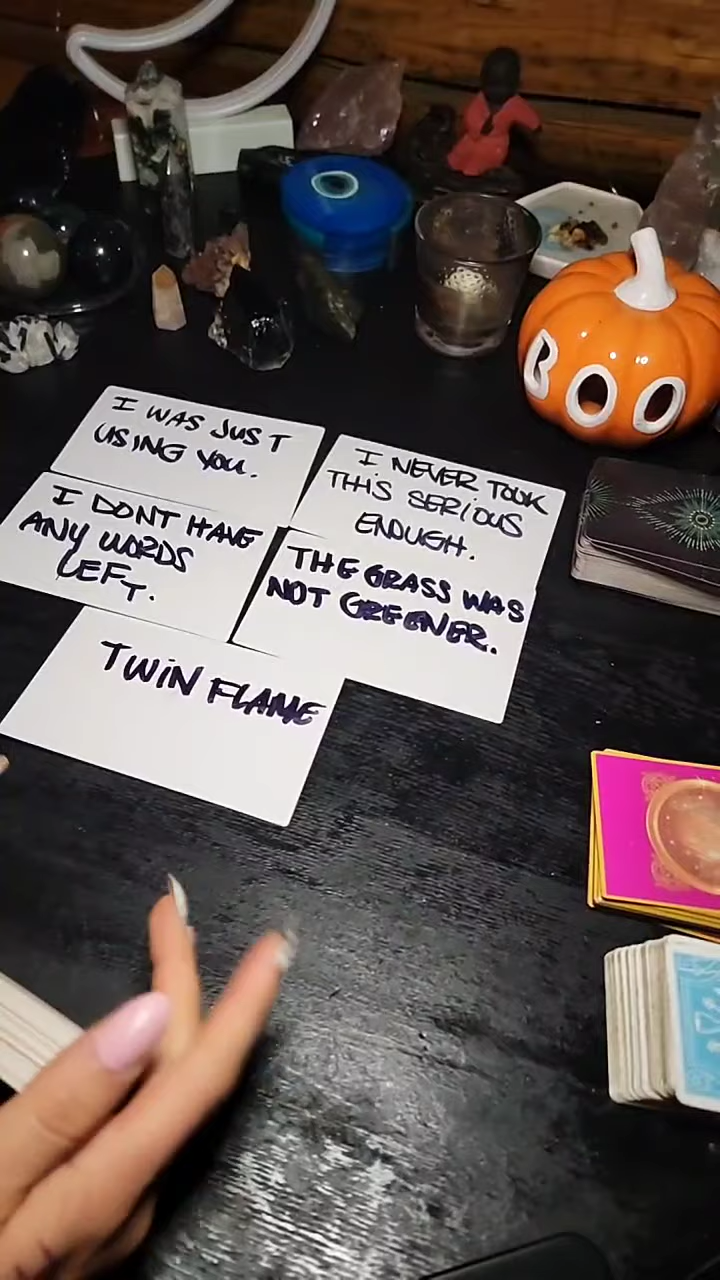 BOO
I WAS JUST
USING YOU.
I NEVER TOOK
THIS SERIOUS
ENOUGH.
I DONT HAVE
ANY WORDS
LEFT.
THE GRASS WAS
NOT GREENER.
TWIN FLAME